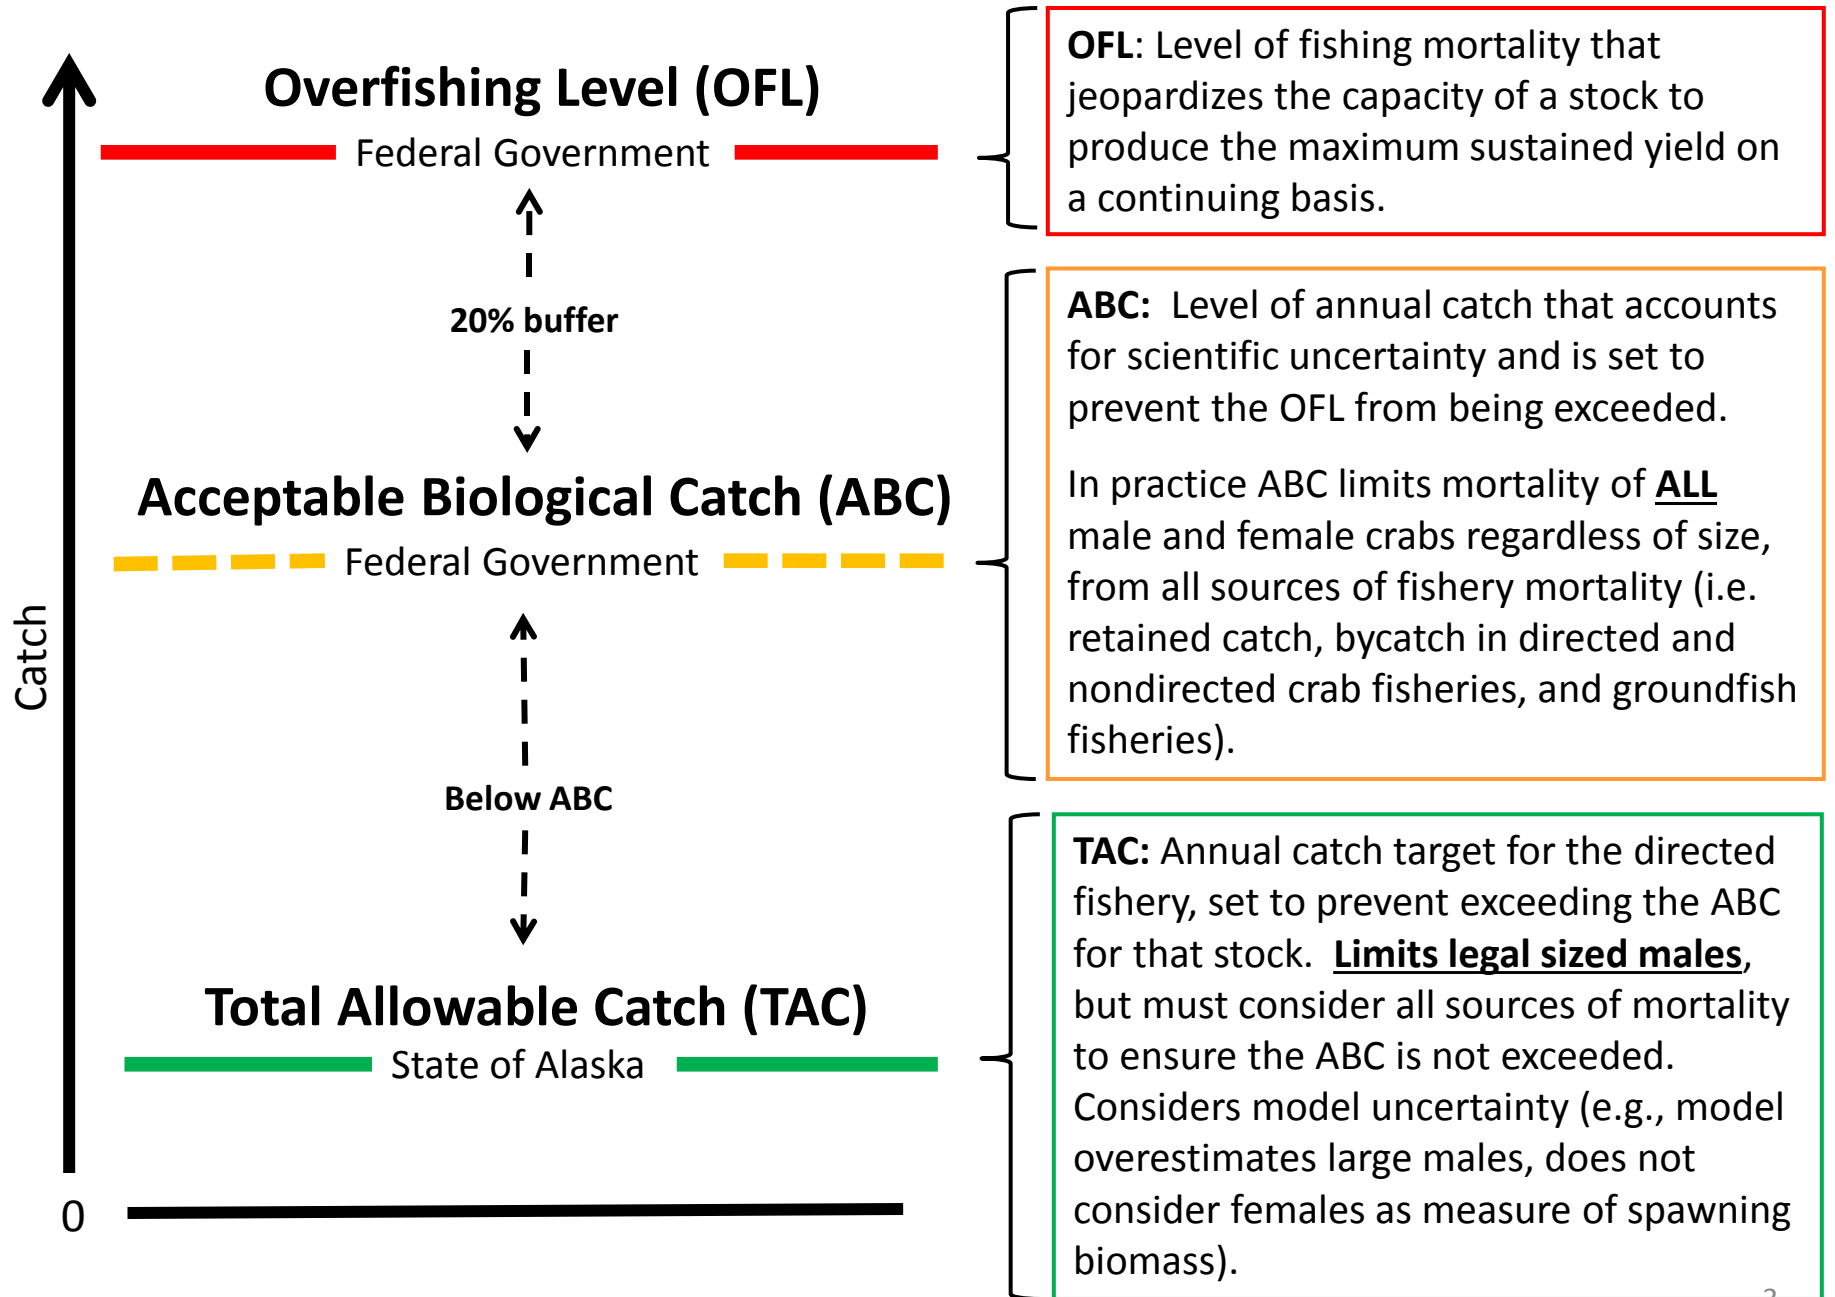 Overfishing Level (OFL)
Federal Government
20% buffer
Acceptable Biological Catch (ABC)
Federal Government
Below ABC
Total Allowable Catch (TAC)
State of Alaska
Catch
0
OFL: Level of fishing mortality that
jeopardizes the capacity of a stock to
produce the maximum sustained yield on
a continuing basis.
ABC: Level of annual catch that accounts
for scientific uncertainty and is set to
prevent the OFL from being exceeded.
In practice ABC limits mortality of ALL
male and female crabs regardless of size,
from all sources of fishery mortality (i.e.
retained catch, bycatch in directed and
nondirected crab fisheries, and groundfish
fisheries).
TAC: Annual catch target for the directed
fishery, set to prevent exceeding the ABC
for that stock. Limits legal sized males,
but must consider all sources of mortality
to ensure the ABC is not exceeded.
Considers model uncertainty (e.g., model
overestimates large males, does not
consider females as measure of spawning
biomass).